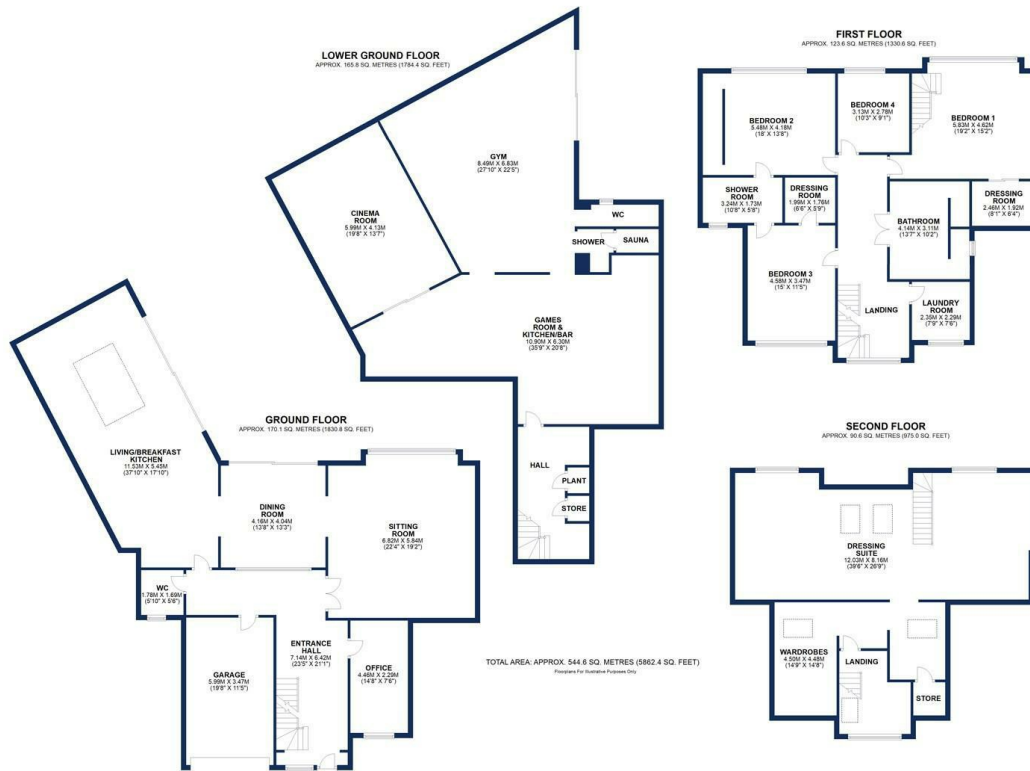 LOWER GROUND FLOOR
APPROX. 165.8 SQ. METRES (1784.4 SQ. FEET)
GYM
8.49M X 6.83M
(27'10" X 22'5")
CINEMA
ROOM
5.99M X 4.13M
(19'8" X 13'7")
WC
SHOWER
SAUNA
GAMES
ROOM &
KITCHEN/BAR
10.90M X 6.30M
(35'9" X 20'8")
HALL
PLANT
STORE
GROUND FLOOR
APPROX. 170.1 SQ. METRES (1830.8 SQ. FEET)
LIVING/BREAKFAST
KITCHEN
11.53M X 5.45M
(37'10" X 17'10")
DINING
ROOM
4.16M X 4.04M
(13'8" X 13'3")
SITTING
ROOM
6.82M X 5.84M
(22'4" X 19'2")
WC
1.78M X 1.69M
(5'10" X 5'6")
ENTRANCE
HALL
7.14M X 6.42M
(23'5" X 21'1")
GARAGE
5.99M X 3.47M
(19'8" X 11'5")
OFFICE
4.46M X 2.29M
(14'8" X 7'6")
FIRST FLOOR
APPROX. 123.6 SQ. METRES (1330.6 SQ. FEET)
BEDROOM 2
5.48M X 4.18M
(18' X 13'8")
BEDROOM 4
3.13M X 2.78M
(10'3" X 9'1")
BEDROOM 1
5.83M X 4.62M
(19'2" X 15'2")
SHOWER
ROOM
3.24M X 1.73M
(10'8" X 5'8")
DRESSING
ROOM
1.99M X 1.76M
(6'6" X 5'9")
BATHROOM
4.14M X 3.11M
(13'7" X 10'2")
DRESSING
ROOM
2.46M X 1.92M
(8'1" X 6'4")
BEDROOM 3
4.58M X 3.47M
(15' X 11'5")
LANDING
LAUNDRY
ROOM
2.35M X 2.29M
(7'9" X 7'6")
SECOND FLOOR
APPROX. 90.6 SQ. METRES (975.0 SQ. FEET)
DRESSING
SUITE
12.03M X 8.16M
(39'6" X 26'9")
WARDROBES
4.50M X 4.48M
(14'9" X 14'8")
LANDING
STORE
TOTAL AREA: APPROX. 544.6 SQ. METRES (5862.4 SQ. FEET)
Floorplans For Illustrative Purposes Only